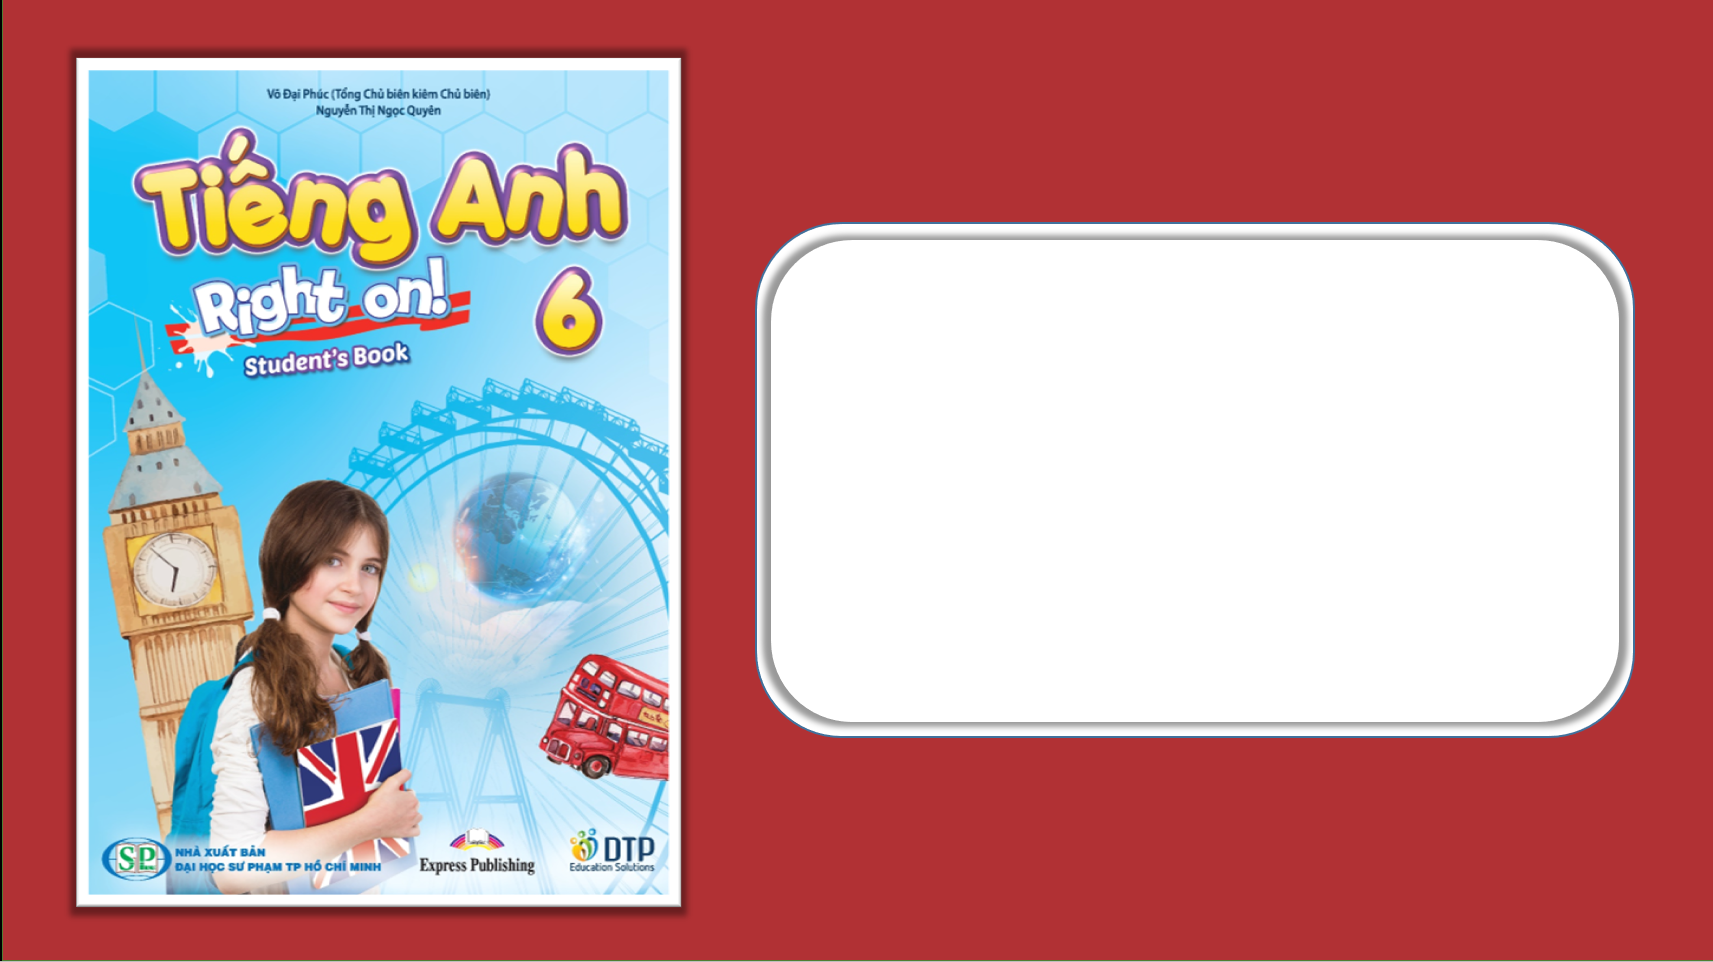 Võ Đại Phúc (Tổng Chủ biên kiêm Chủ biên)
Nguyễn Thị Ngọc Quyên
Tiếng Anh
Right on!
6
Student's Book
SP
NHÀ XUẤT BẢN
ĐẠI HỌC SƯ PHẠM TP HỒ CHÍ MINH
Express Publishing
DTP
Education Solutions